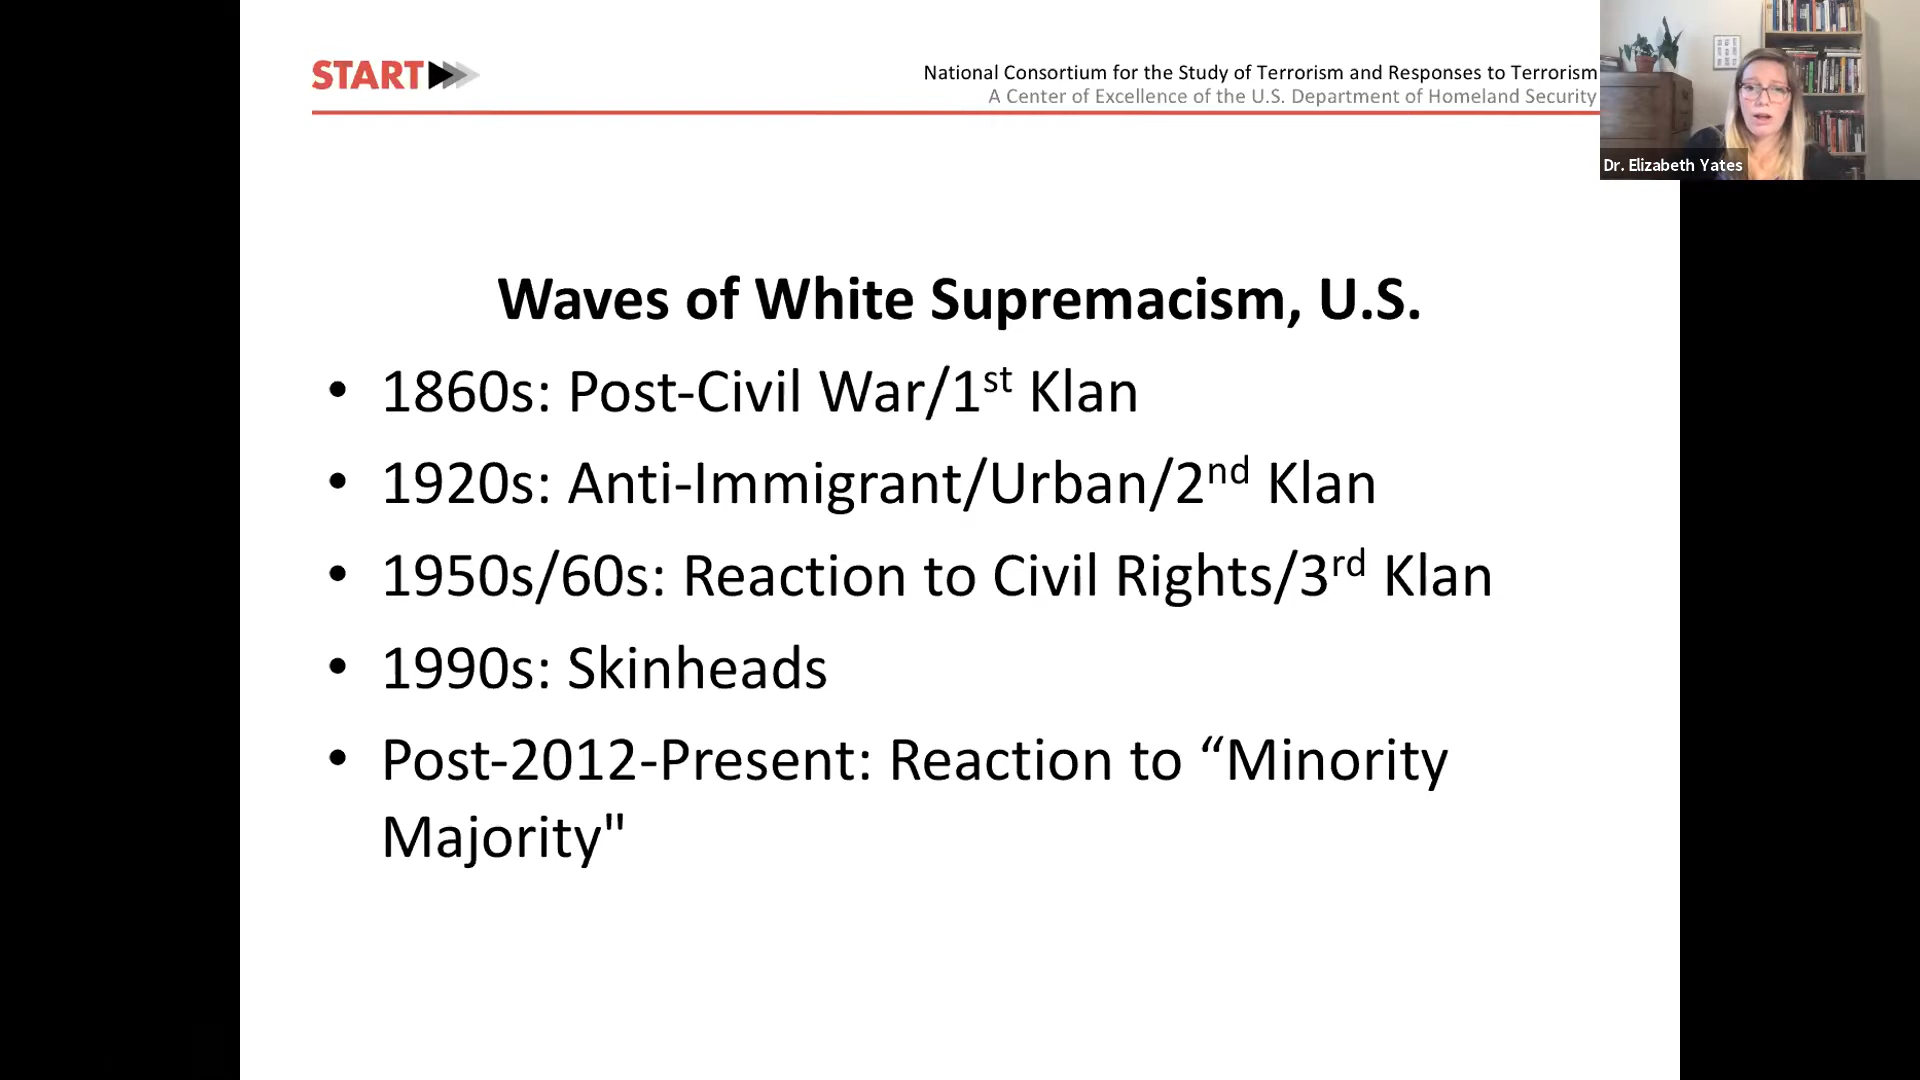 START
National Consortium for the Study of Terrorism and Responses to Terrorism
A Center of Excellence of the U.S. Department of Homeland Security
Dr. Elizabeth Yates
Waves of White Supremacism, U.S.
• 1860s: Post-Civil War/1st Klan
• 1920s: Anti-Immigrant/Urban/2nd Klan
• 1950s/60s: Reaction to Civil Rights/3rd Klan
• 1990s: Skinheads
• Post-2012-Present: Reaction to “Minority
Majority"